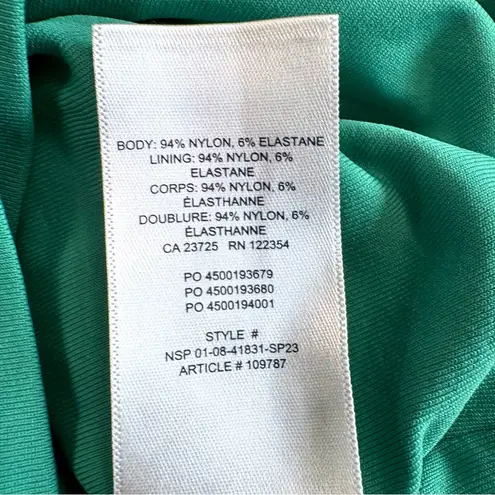 BODY: 94% NYLON, 6% ELASTANE
LINING: 94% NYLON, 6%
ELASTANE
CORPS: 94% NYLON, 6%
ÉLASTHANNE
DOUBLURE: 94% NYLON, 6%
ÉLASTHANNE
CA 23725 RN 122354
PO 4500193679
PO 4500193680
PO 4500194001
STYLE #
NSP 01-08-41831-SP23
ARTICLE # 109787